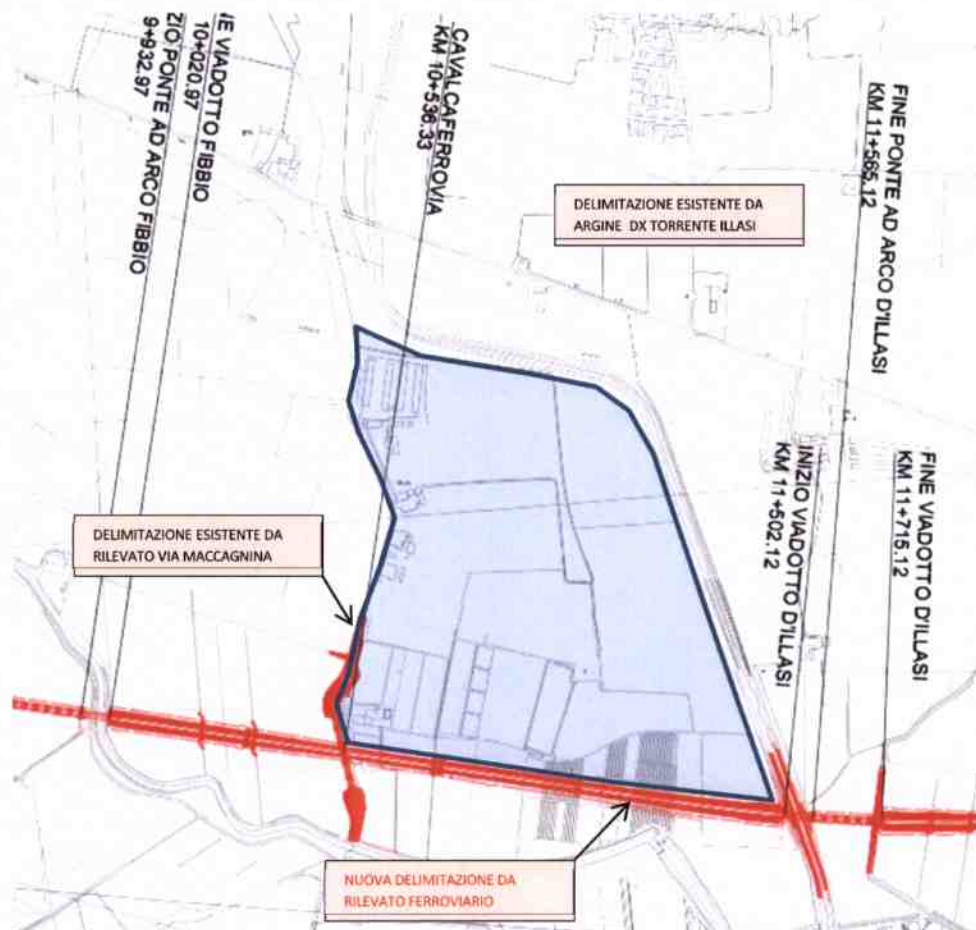 IE VIADOTTO FIBBIO
10+020.97
ZIO PONTE AD ARCO FIBBIO
9+932.97
CAVALCAFERROVIA
KM 10+536.33
FINE PONTE AD ARCO D'ILLASI
KM 11+565.12
DELIMITAZIONE ESISTENTE DA
ARGINE DX TORRENTE ILLASI
INIZIO VIADOTTO D'ILLASI
KM 11+502.12
FINE VIADOTTO D'ILLASI
KM 11+715.12
DELIMITAZIONE ESISTENTE DA
RILEVATO VIA MACCAGNINA
NUOVA DELIMITAZIONE DA
RILEVATO FERROVIARIO